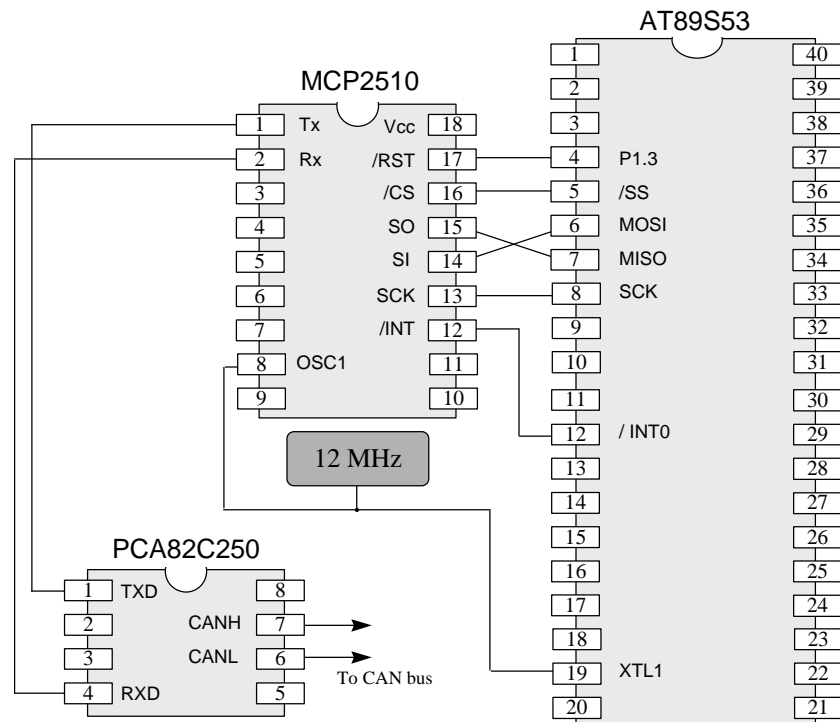 AT89S53
MCP2510
1 40
2 39
3 38
1 Tx Vcc 18
2 Rx /RST 17
4 P1.3 37
3 /CS 16
5 /SS 36
4 SO 15
6 MOSI 35
5 SI 14
7 MISO 34
6 SCK 13
8 SCK 33
7 /INT 12
9 32
8 OSC1 11
10 31
9 10
11 30
12 / INT0 29
12 MHz
13 28
14 27
15 26
PCA82C250
16 25
1 TXD 8
17 24
2 CANH 7
18 23
3 CANL 6
To CAN bus
19 XTL1 22
4 RXD 5
20 21